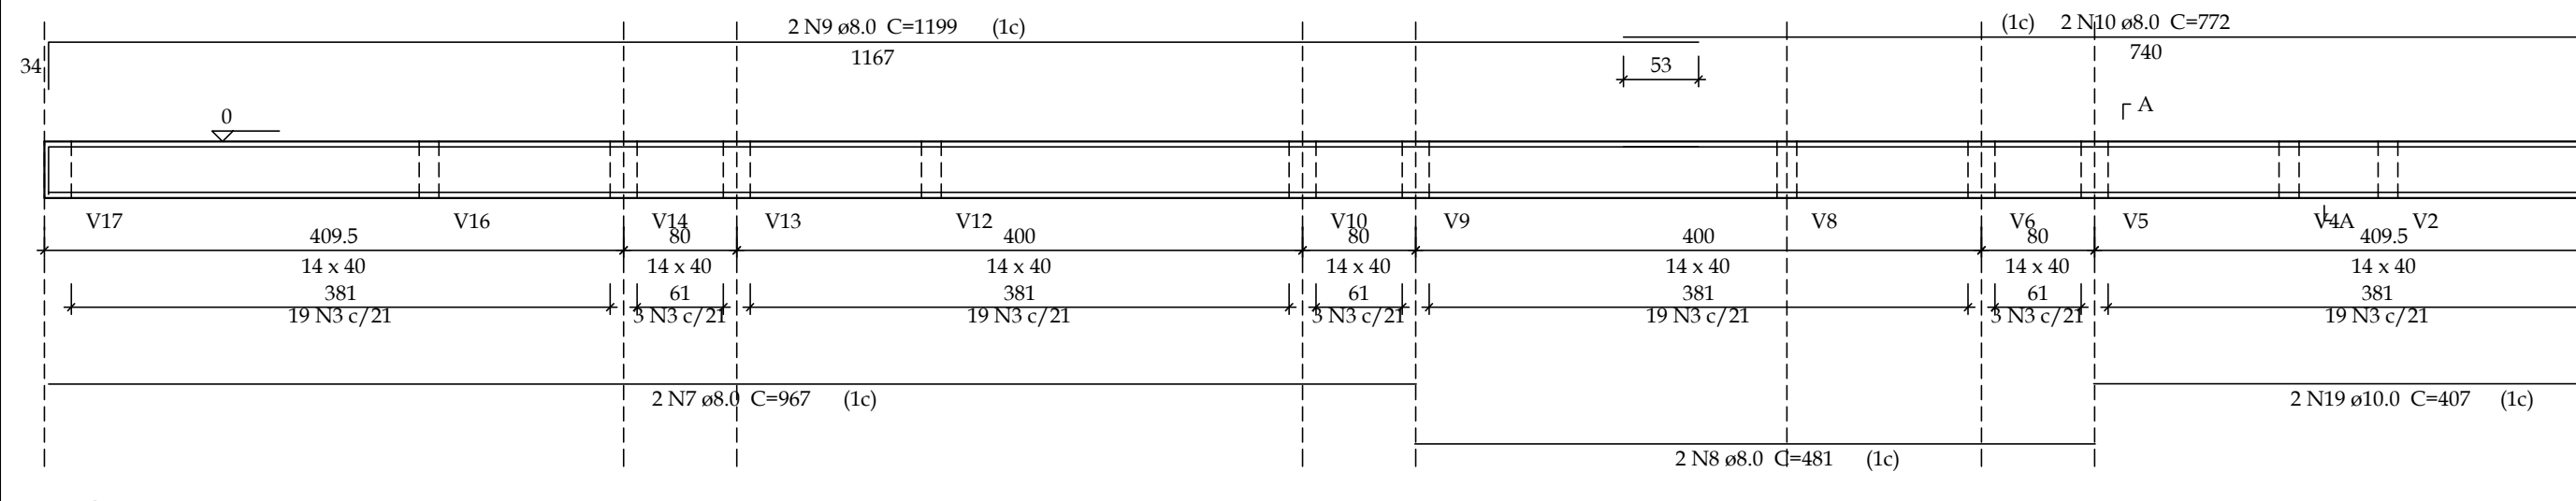 2 N9 ø8.0 C=1199 (1c)
(1c) 2 N10 ø8.0 C=772
34
1167
53
740
A
0
V17 V16 V14 V13 V12 V10 V9 V8 V6 V5 V4A V2
409.5 80 400 80 400 80 409.5
14 x 40 14 x 40 14 x 40 14 x 40 14 x 40 14 x 40 14 x 40
381 61 381 61 381 61 381
19 N3 c/21 3 N3 c/21 19 N3 c/21 3 N3 c/21 19 N3 c/21 3 N3 c/21 19 N3 c/21
2 N7 ø8.0 C=967 (1c)
2 N19 ø10.0 C=407 (1c)
2 N8 ø8.0 C=481 (1c)